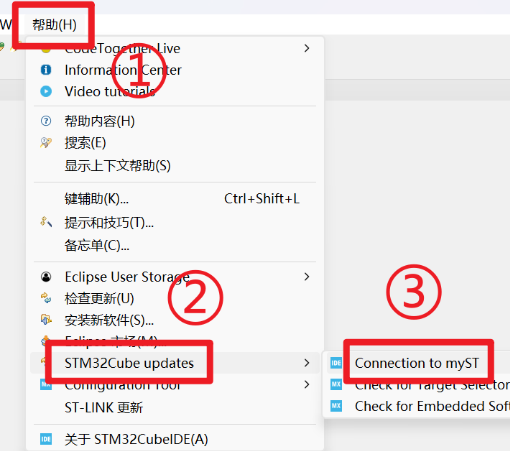 W
帮助(H)
CodeTogether Live
①
Information Center
Video tutorials
帮助内容(H)
搜索(E)
显示上下文帮助(S)
键辅助(K)... Ctrl+Shift+L
提示和技巧(T)...
备忘单(C)...
Eclipse User Storage
②
检查更新(U)
安装新软件(S)...
Eclipse 市场(M)...
STM32Cube updates
Configuration Tool
ST-LINK 更新
关于 STM32CubeIDE(A)
③
IDE Connection to myST
MX Check for Target Selector
MX Check for Embedded Soft